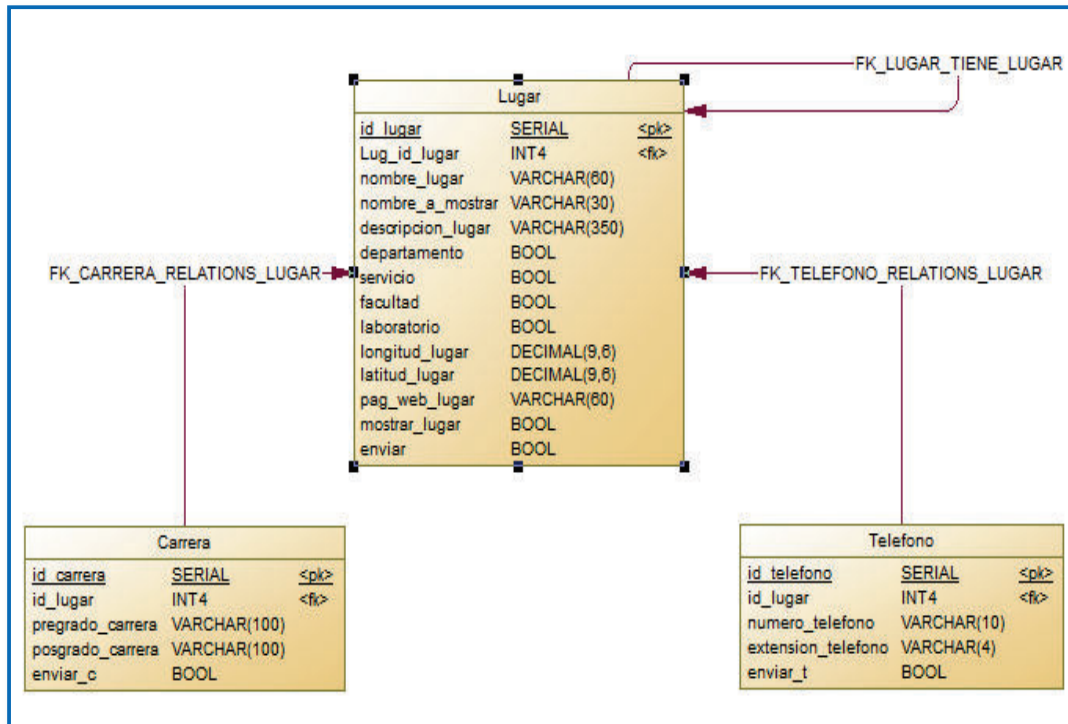 FK_LUGAR_TIENE_LUGAR
Lugar
id_lugar SERIAL <pk>
Lug_id_lugar INT4 <fk>
nombre_lugar VARCHAR(60)
nombre_a_mostrar VARCHAR(30)
descripcion_lugar VARCHAR(350)
departamento BOOL
servicio BOOL
facultad BOOL
laboratorio BOOL
longitud_lugar DECIMAL(9,6)
latitud_lugar DECIMAL(9,6)
pag_web_lugar VARCHAR(60)
mostrar_lugar BOOL
enviar BOOL
FK_CARRERA_RELATIONS_LUGAR
FK_TELEFONO_RELATIONS_LUGAR
Carrera
id_carrera SERIAL <pk>
id_lugar INT4 <fk>
pregrado_carrera VARCHAR(100)
posgrado_carrera VARCHAR(100)
enviar_c BOOL
Telefono
id_telefono SERIAL <pk>
id_lugar INT4 <fk>
numero_telefono VARCHAR(10)
extension_telefono VARCHAR(4)
enviar_t BOOL